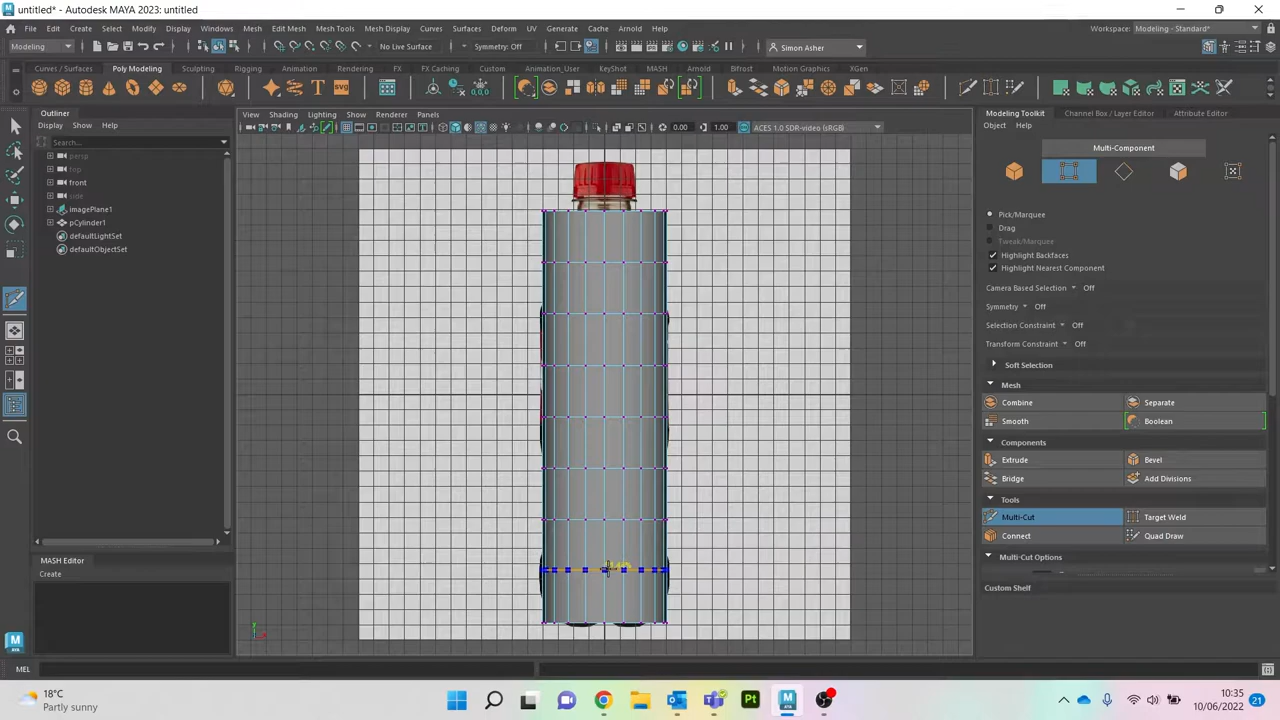 untitled* - Autodesk MAYA 2023: untitled
File Edit Create Select Modify Display Windows Mesh Edit Mesh Mesh Tools Mesh Display Curves Surfaces Deform UV Generate Cache Arnold Help
Workspace: Modeling - Standard*
Modeling
No Live Surface
Symmetry: Off
Simon Asher
Curves / Surfaces Poly Modeling Sculpting Rigging Animation Rendering FX FX Caching Custom Animation_User KeyShot MASH Arnold Bifrost Motion Graphics XGen
T SVG
Outliner
Display Show Help
Search...
persp
top
front
side
imagePlane1
pCylinder1
defaultLightSet
defaultObjectSet
MASH Editor
Create
View Shading Lighting Show Renderer Panels
0.00 1.00 ACES 1.0 SDR-video (sRGB)
Modeling Toolkit Channel Box / Layer Editor Attribute Editor
Object Help
Multi-Component
Pick/Marquee
Drag
Tweak/Marquee
Highlight Backfaces
Highlight Nearest Component
Camera Based Selection Off
Symmetry Off
Selection Constraint Off
Transform Constraint Off
Soft Selection
Mesh
Combine Separate
Smooth Boolean
Components
Extrude Bevel
Bridge Add Divisions
Tools
Multi-Cut Target Weld
Connect Quad Draw
Multi-Cut Options
Custom Shelf
MEL
18°C
Partly sunny
Pt
10:35
10/06/2022
21